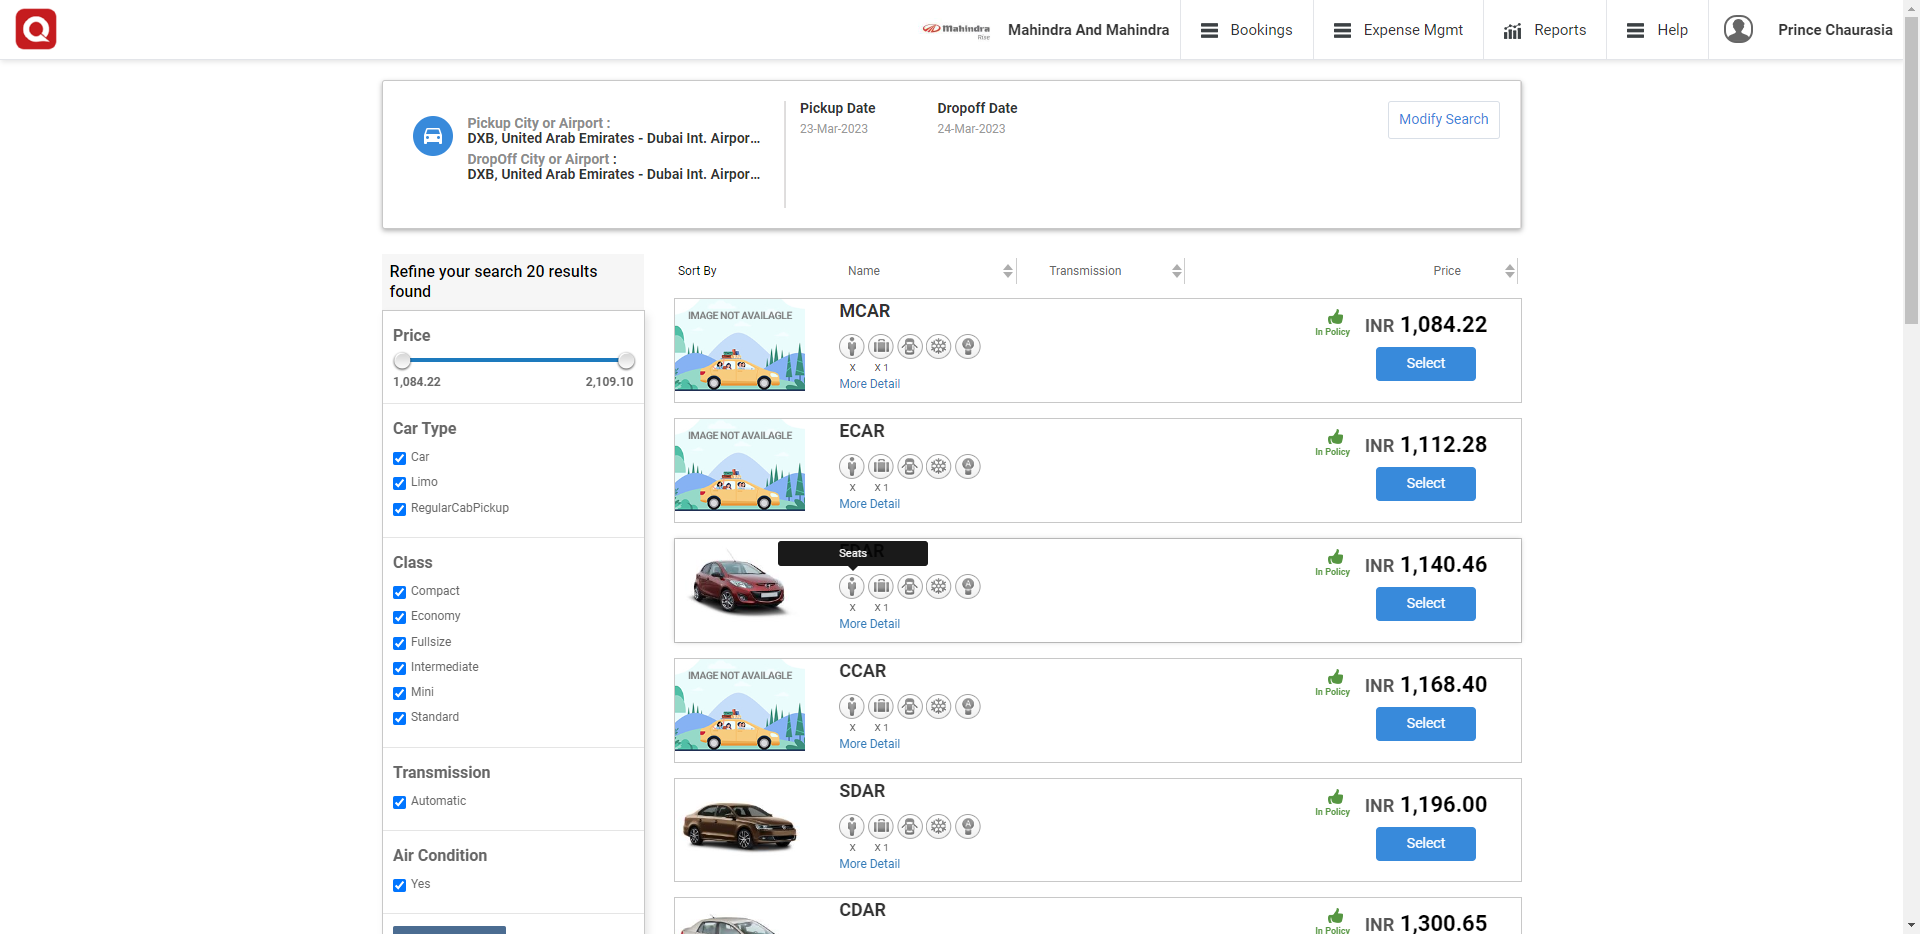 Mahindra
Rise
Mahindra And Mahindra
Bookings
Expense Mgmt
Reports
Help
Prince Chaurasia
Pickup City or Airport :
DXB, United Arab Emirates - Dubai Int. Airpor...
DropOff City or Airport :
DXB, United Arab Emirates - Dubai Int. Airpor...
Pickup Date
23-Mar-2023
Dropoff Date
24-Mar-2023
Modify Search
Refine your search 20 results
found
Price
1,084.22 2,109.10
Car Type
Car
Limo
RegularCabPickup
Class
Compact
Economy
Fullsize
Intermediate
Mini
Standard
Transmission
Automatic
Air Condition
Yes
Sort By Name Transmission Price
IMAGE NOT AVAILAGLE
MCAR
X X 1
More Detail
In Policy
INR 1,084.22
Select
IMAGE NOT AVAILAGLE
ECAR
X X 1
More Detail
In Policy
INR 1,112.28
Select
Seats
X X 1
More Detail
In Policy
INR 1,140.46
Select
IMAGE NOT AVAILAGLE
CCAR
X X 1
More Detail
In Policy
INR 1,168.40
Select
SDAR
X X 1
More Detail
In Policy
INR 1,196.00
Select
CDAR
In Policy
INR 1,300.65